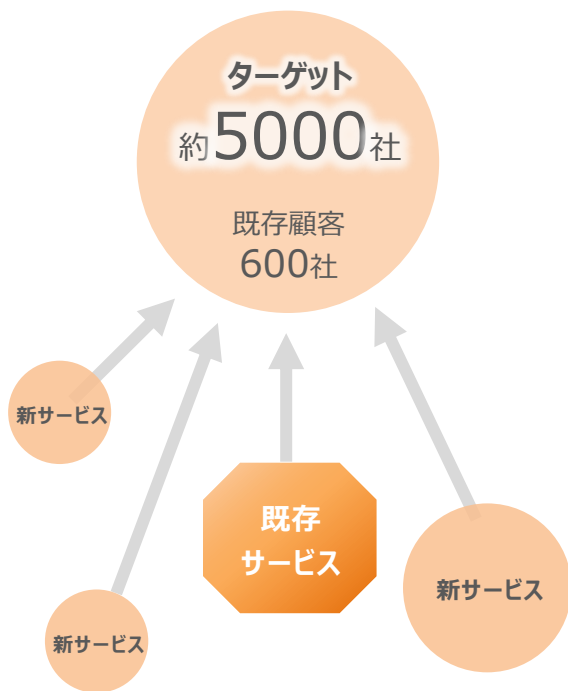 ターゲット
約5000社
既存顧客
600社
新サービス
既存
サービス
新サービス
新サービス